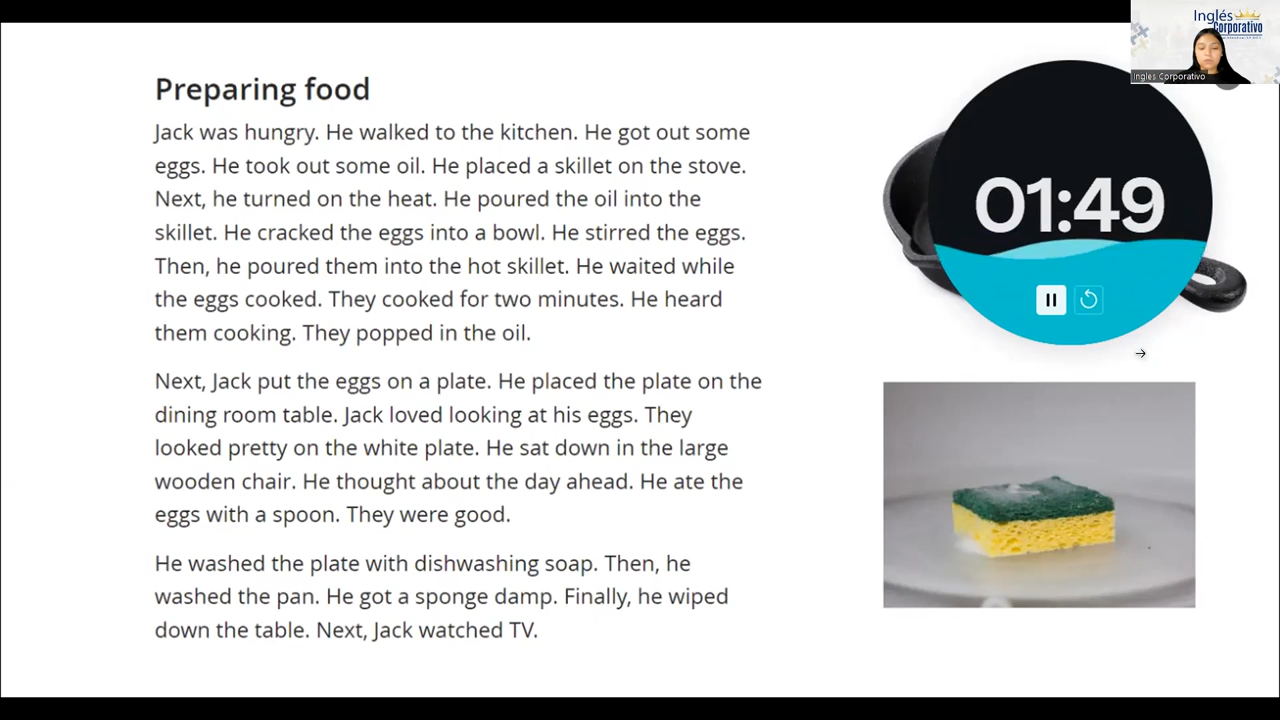 Inglés
Corporativo
Ingles Corporativo
Preparing food
Jack was hungry. He walked to the kitchen. He got out some
eggs. He took out some oil. He placed a skillet on the stove.
Next, he turned on the heat. He poured the oil into the
skillet. He cracked the eggs into a bowl. He stirred the eggs.
Then, he poured them into the hot skillet. He waited while
the eggs cooked. They cooked for two minutes. He heard
them cooking. They popped in the oil.
Next, Jack put the eggs on a plate. He placed the plate on the
dining room table. Jack loved looking at his eggs. They
looked pretty on the white plate. He sat down in the large
wooden chair. He thought about the day ahead. He ate the
eggs with a spoon. They were good.
He washed the plate with dishwashing soap. Then, he
washed the pan. He got a sponge damp. Finally, he wiped
down the table. Next, Jack watched TV.
01:49